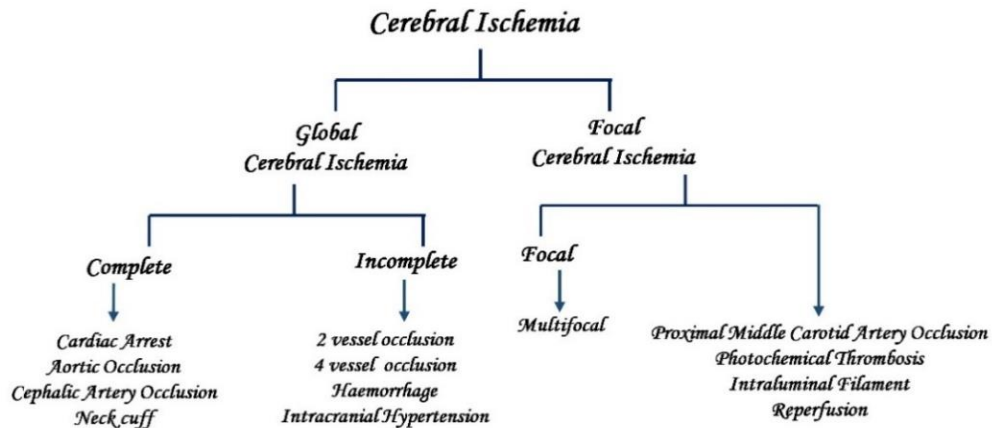 Cerebral Ischemia
Global
Cerebral Ischemia
Focal
Cerebral Ischemia
Complete
Incomplete
Focal
Cardiac Arrest
Aortic Occlusion
Cephalic Artery Occlusion
Neck cuff
2 vessel occlusion
4 vessel occlusion
Haemorrhage
Intracranial Hypertension
Multifocal
Proximal Middle Carotid Artery Occlusion
Photochemical Thrombosis
Intraluminal Filament
Reperfusion